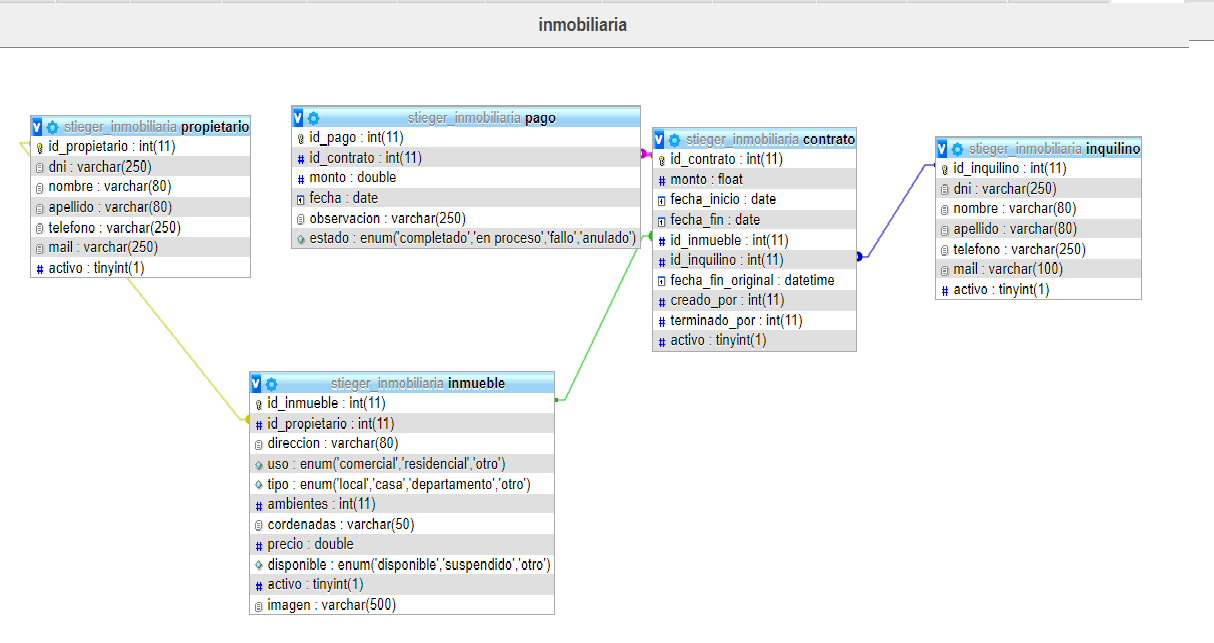 inmobiliaria
stieger_inmobiliaria propietario
id_propietario : int(11)
dni : varchar(250)
nombre : varchar(80)
apellido : varchar(80)
telefono : varchar(250)
mail : varchar(250)
activo : tinyint(1)
stieger_inmobiliaria pago
id_pago : int(11)
id_contrato : int(11)
monto : double
fecha : date
observacion : varchar(250)
estado : enum('completado','en proceso','fallo','anulado')
stieger_inmobiliaria contrato
id_contrato : int(11)
monto : float
fecha_inicio : date
fecha_fin : date
id_inmueble : int(11)
id_inquilino : int(11)
fecha_fin_original : datetime
creado_por : int(11)
terminado_por : int(11)
activo : tinyint(1)
stieger_inmobiliaria inquilino
id_inquilino : int(11)
dni : varchar(250)
nombre : varchar(80)
apellido : varchar(80)
telefono : varchar(250)
mail : varchar(100)
activo : tinyint(1)
stieger_inmobiliaria inmueble
id_inmueble : int(11)
id_propietario : int(11)
direccion : varchar(80)
uso : enum('comercial','residencial','otro')
tipo : enum('local','casa','departamento','otro')
ambientes : int(11)
cordenadas : varchar(50)
precio : double
disponible : enum('disponible','suspendido','otro')
activo : tinyint(1)
imagen : varchar(500)